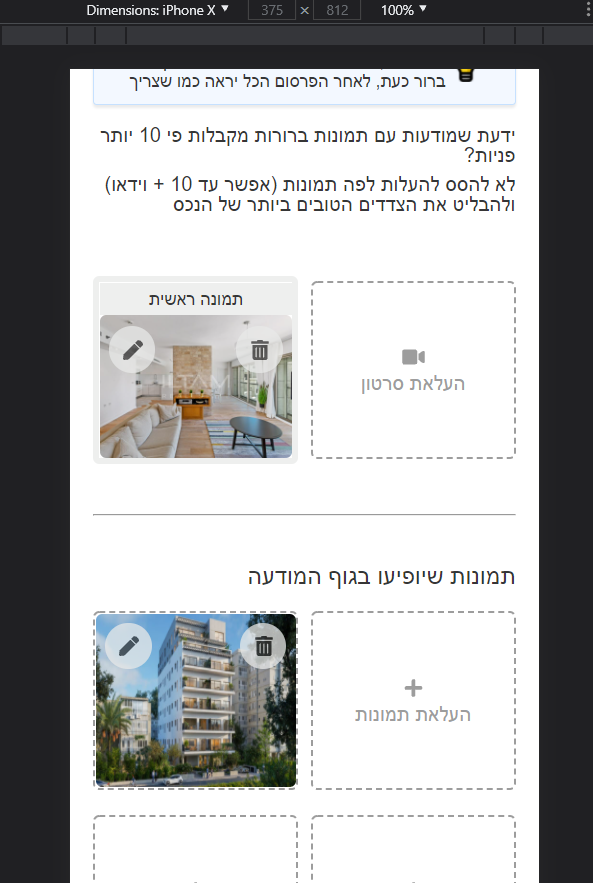 Dimensions: iPhone X ▼ 375 × 812 100% ▼
ברור כעת, לאחר הפרסום הכל יראה כמו שצריך
ידעת שמודעות עם תמונות ברורות מקבלות פי 10 יותר
פניות?
לא להסס להעלות לפה תמונות (אפשר עד 10 + וידאו)
ולהבליט את הצדדים הטובים ביותר של הנכס
העלאת סרטון
תמונה ראשית
תמונות שיופיעו בגוף המודעה
העלאת תמונות